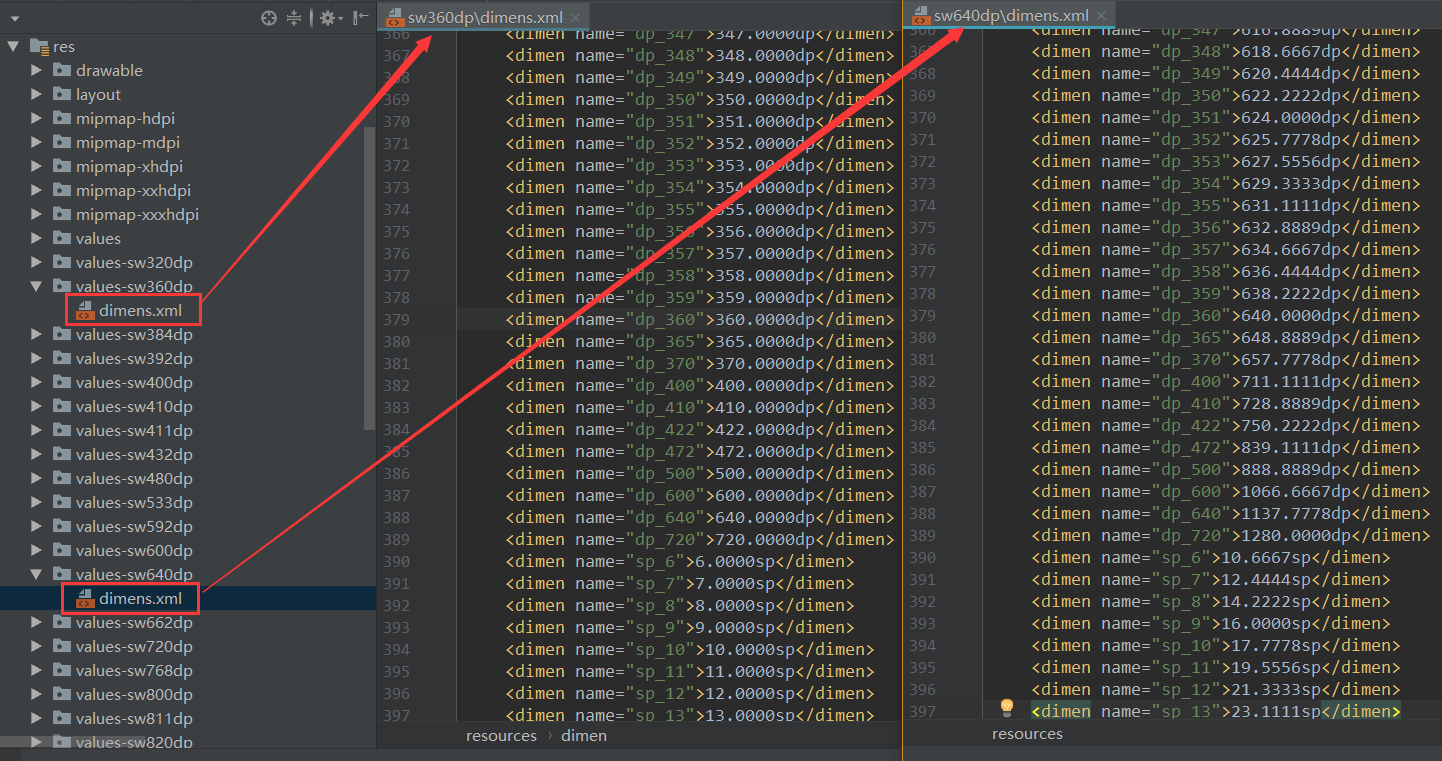 res
drawable
layout
mipmap-hdpi
mipmap-mdpi
mipmap-xhdpi
mipmap-xxhdpi
mipmap-xxxhdpi
values
values-sw320dp
values-sw360dp
dimens.xml
values-sw384dp
values-sw392dp
values-sw400dp
values-sw410dp
values-sw411dp
values-sw432dp
values-sw480dp
values-sw533dp
values-sw592dp
values-sw600dp
values-sw640dp
dimens.xml
values-sw662dp
values-sw720dp
values-sw768dp
values-sw800dp
values-sw811dp
values-sw820dp
sw360dp\dimens.xml
366 <dimen name="dp_347">347.0000dp</dimen>
367 <dimen name="dp_348">348.0000dp</dimen>
368 <dimen name="dp_349">349.0000dp</dimen>
369 <dimen name="dp_350">350.0000dp</dimen>
370 <dimen name="dp_351">351.0000dp</dimen>
371 <dimen name="dp_352">352.0000dp</dimen>
372 <dimen name="dp_353">353.0000dp</dimen>
373 <dimen name="dp_354">354.0000dp</dimen>
374 <dimen name="dp_355">355.0000dp</dimen>
375 <dimen name="dp_356">356.0000dp</dimen>
376 <dimen name="dp_357">357.0000dp</dimen>
377 <dimen name="dp_358">358.0000dp</dimen>
378 <dimen name="dp_359">359.0000dp</dimen>
379 <dimen name="dp_360">360.0000dp</dimen>
380 <dimen name="dp_365">365.0000dp</dimen>
381 <dimen name="dp_370">370.0000dp</dimen>
382 <dimen name="dp_400">400.0000dp</dimen>
383 <dimen name="dp_410">410.0000dp</dimen>
384 <dimen name="dp_422">422.0000dp</dimen>
385 <dimen name="dp_472">472.0000dp</dimen>
386 <dimen name="dp_500">500.0000dp</dimen>
387 <dimen name="dp_600">600.0000dp</dimen>
388 <dimen name="dp_640">640.0000dp</dimen>
389 <dimen name="dp_720">720.0000dp</dimen>
390 <dimen name="sp_6">6.0000sp</dimen>
391 <dimen name="sp_7">7.0000sp</dimen>
392 <dimen name="sp_8">8.0000sp</dimen>
393 <dimen name="sp_9">9.0000sp</dimen>
394 <dimen name="sp_10">10.0000sp</dimen>
395 <dimen name="sp_11">11.0000sp</dimen>
396 <dimen name="sp_12">12.0000sp</dimen>
397 <dimen name="sp_13">13.0000sp</dimen>
resources › dimen
sw640dp\dimens.xml
366 <dimen name="dp_347">616.8889dp</dimen>
367 <dimen name="dp_348">618.6667dp</dimen>
368 <dimen name="dp_349">620.4444dp</dimen>
369 <dimen name="dp_350">622.2222dp</dimen>
370 <dimen name="dp_351">624.0000dp</dimen>
371 <dimen name="dp_352">625.7778dp</dimen>
372 <dimen name="dp_353">627.5556dp</dimen>
373 <dimen name="dp_354">629.3333dp</dimen>
374 <dimen name="dp_355">631.1111dp</dimen>
375 <dimen name="dp_356">632.8889dp</dimen>
376 <dimen name="dp_357">634.6667dp</dimen>
377 <dimen name="dp_358">636.4444dp</dimen>
378 <dimen name="dp_359">638.2222dp</dimen>
379 <dimen name="dp_360">640.0000dp</dimen>
380 <dimen name="dp_365">648.8889dp</dimen>
381 <dimen name="dp_370">657.7778dp</dimen>
382 <dimen name="dp_400">711.1111dp</dimen>
383 <dimen name="dp_410">728.8889dp</dimen>
384 <dimen name="dp_422">750.2222dp</dimen>
385 <dimen name="dp_472">839.1111dp</dimen>
386 <dimen name="dp_500">888.8889dp</dimen>
387 <dimen name="dp_600">1066.6667dp</dimen>
388 <dimen name="dp_640">1137.7778dp</dimen>
389 <dimen name="dp_720">1280.0000dp</dimen>
390 <dimen name="sp_6">10.6667sp</dimen>
391 <dimen name="sp_7">12.4444sp</dimen>
392 <dimen name="sp_8">14.2222sp</dimen>
393 <dimen name="sp_9">16.0000sp</dimen>
394 <dimen name="sp_10">17.7778sp</dimen>
395 <dimen name="sp_11">19.5556sp</dimen>
396 <dimen name="sp_12">21.3333sp</dimen>
397 <dimen name="sp_13">23.1111sp</dimen>
resources